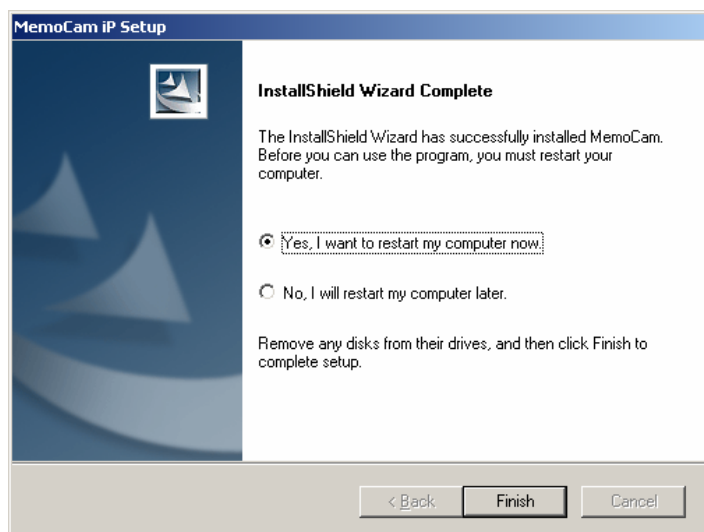 MemoCam iP Setup
InstallShield Wizard Complete
The InstallShield Wizard has successfully installed MemoCam.
Before you can use the program, you must restart your
computer.
Yes, I want to restart my computer now.
No, I will restart my computer later.
Remove any disks from their drives, and then click Finish to
complete setup.
< Back Finish Cancel